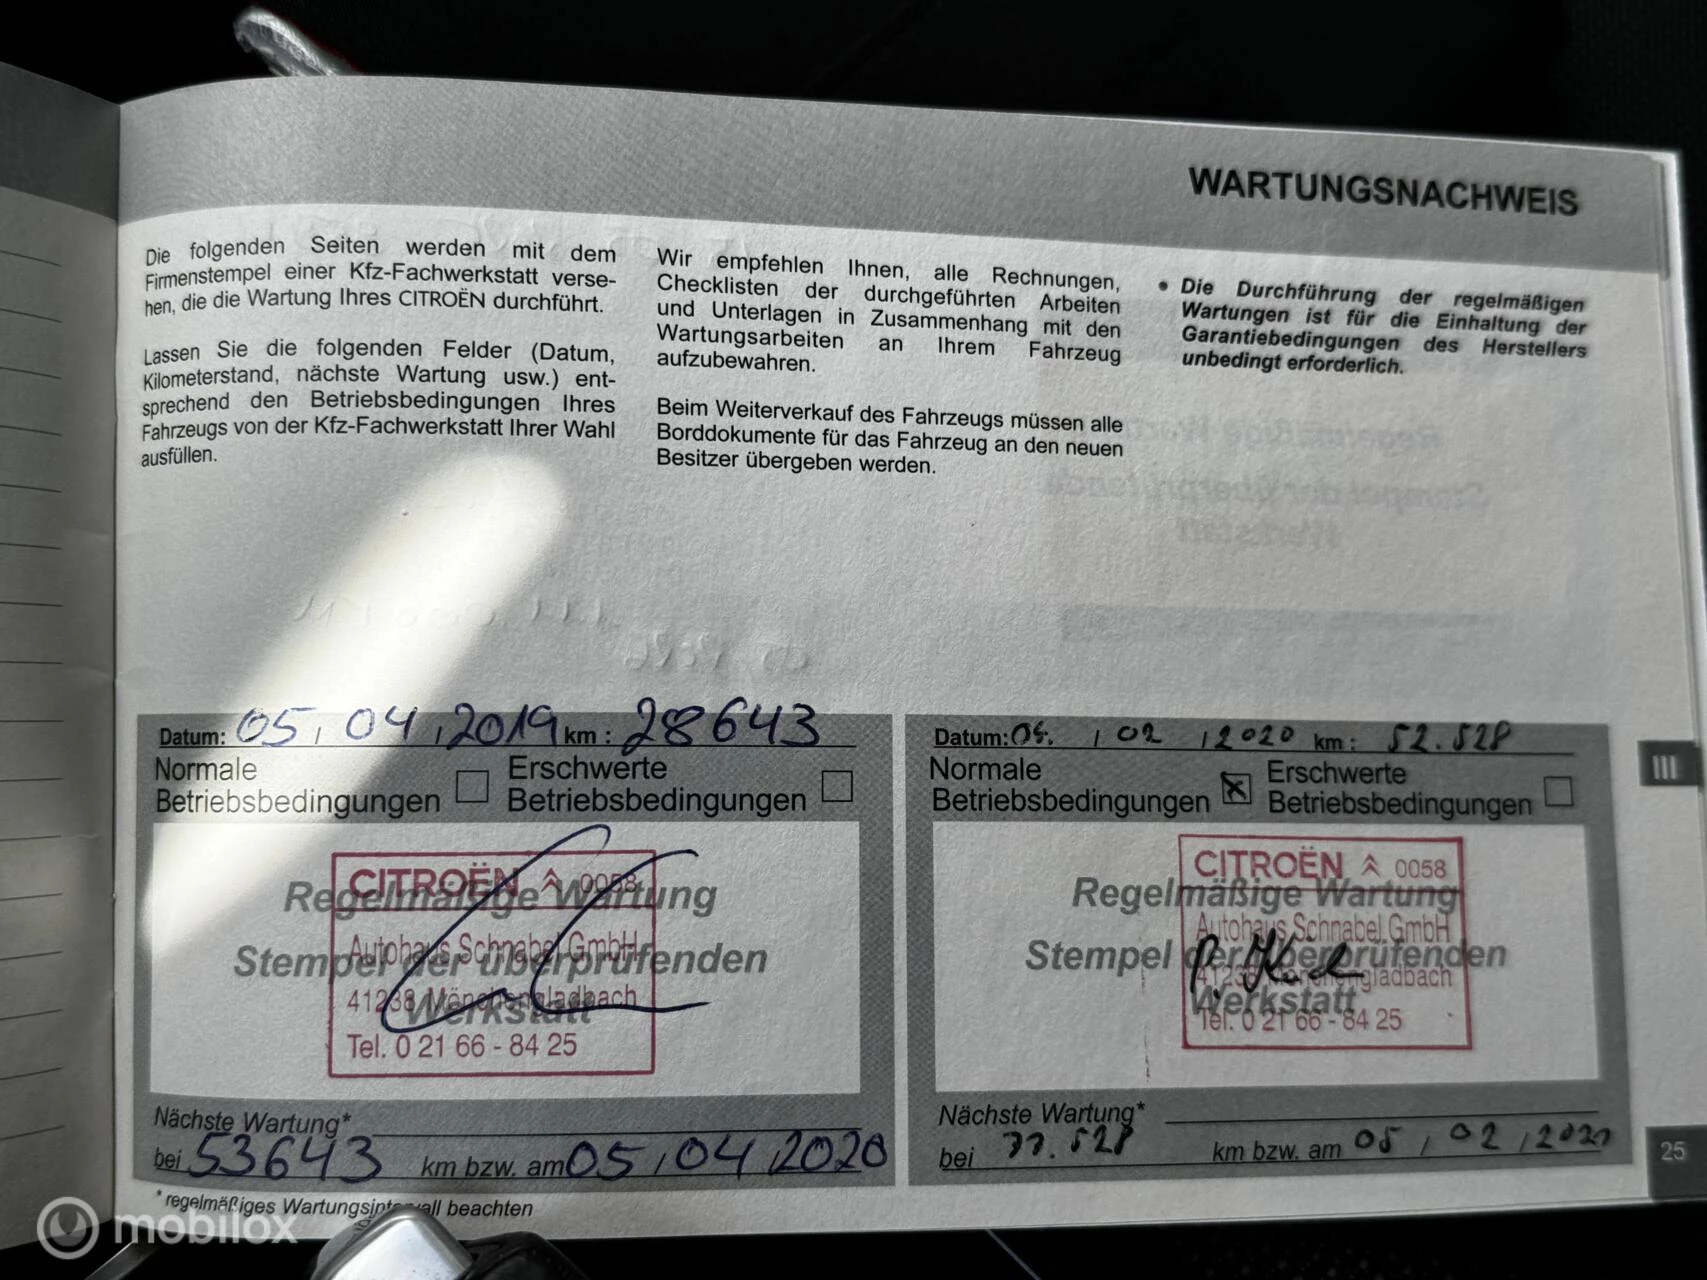 WARTUNGSNACHWEIS
Die folgenden Seiten werden mit dem
Firmenstempel einer Kfz-Fachwerkstatt verse-
hen, die die Wartung Ihres CITROËN durchführt.
Lassen Sie die folgenden Felder (Datum,
Kilometerstand, nächste Wartung usw.) ent-
sprechend den Betriebsbedingungen Ihres
Fahrzeugs von der Kfz-Fachwerkstatt Ihrer Wahl
ausfüllen.
Wir empfehlen Ihnen, alle Rechnungen,
Checklisten der durchgeführten Arbeiten
und Unterlagen in Zusammenhang mit den
Wartungsarbeiten an Ihrem Fahrzeug
aufzubewahren.
Beim Weiterverkauf des Fahrzeugs müssen alle
Borddokumente für das Fahrzeug an den neuen
Besitzer übergeben werden.
• Die Durchführung der regelmäßigen
Wartungen ist für die Einhaltung der
Garantiebedingungen des Herstellers
unbedingt erforderlich.
Datum: 05, 04, 2019 km: 28643
Normale
Betriebsbedingungen
Erschwerte
Betriebsbedingungen
Regelmäßige Wartung
Stempel der überprüfenden
Werkstatt
CITROËN 0058
Autohaus Schnabel GmbH
41238 Mönchengladbach
Tel. 0 21 66 - 84 25
Nächste Wartung*
bei 53643 km bzw. am 05, 04, 2020
* regelmäßiges Wartungsintervall beachten
Datum: 05. , 02 , 2020 km: 52.528
Normale
Betriebsbedingungen
Erschwerte
Betriebsbedingungen
Regelmäßige Wartung
Stempel der überprüfenden
Werkstatt
CITROËN 0058
Autohaus Schnabel GmbH
41238 Mönchengladbach
Tel. 0 21 66 - 84 25
Nächste Wartung*
bei 77.528 km bzw. am 05 , 02 , 2021
III
25
mobilox